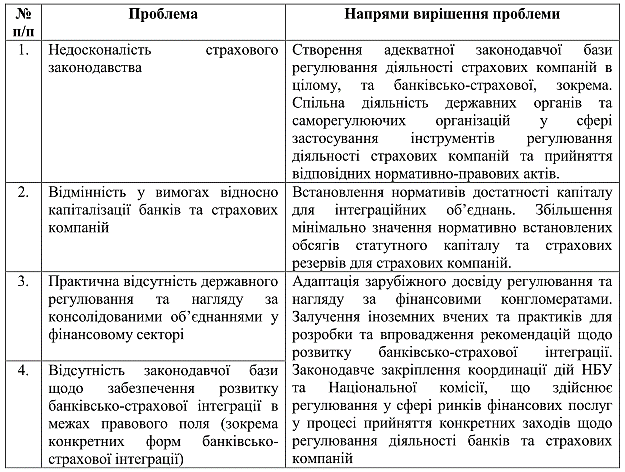 № п/п
Проблема
Напрями вирішення проблеми
1.
Недосконалість страхового
законодавства
Створення адекватної законодавчої бази
регулювання діяльності страхових компаній в
цілому, та банківсько-страхової, зокрема.
Спільна діяльність державних органів та
саморегулюючих організацій у сфері
застосування інструментів регулювання
діяльності страхових компаній та прийняття
відповідних нормативно-правових актів.
2.
Відмінність у вимогах відносно
капіталізації банків та страхових
компаній
Встановлення нормативів достатності капіталу
для інтеграційних об’єднань. Збільшення
мінімально значення нормативно встановлених
обсягів статутного капіталу та страхових
резервів для страхових компаній.
3.
Практична відсутність державного
регулювання та нагляду за
консолідованими об’єднаннями у
фінансовому секторі
Адаптація зарубіжного досвіду регулювання та
нагляду за фінансовими конгломератами.
Залучення іноземних вчених та практиків для
розробки та впровадження рекомендацій щодо
розвитку банківсько-страхової інтеграції.
4.
Відсутність законодавчої бази
щодо забезпечення розвитку
банківсько-страхової інтеграції в
межах правового поля (зокрема
конкретних форм банківсько-
страхової інтеграції)
Законодавче закріплення координації дій НБУ
та Національної комісії, що здійснює
регулювання у сфері ринків фінансових послуг
у процесі прийняття конкретних заходів щодо
регулювання діяльності банків та страхових
компаній